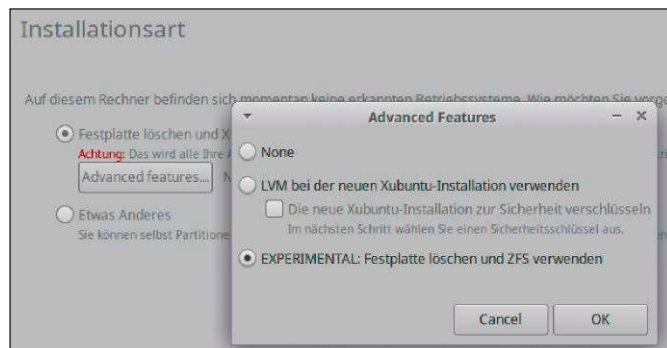 Installationsart
Auf diesem Rechner befinden sich momentan keine erkannten Betriebssysteme. Wie möchten Sie
Festplatte löschen und
Achtung: Das wird alle Ihre
Advanced features...
Etwas Anderes
Sie können selbst
Advanced Features
None
LVM bei der neuen Xubuntu-Installation verwenden
Die neue Xubuntu-Installation zur Sicherheit verschlüsseln
Im nächsten Schritt wählen Sie einen Sicherheitsschlüssel aus.
EXPERIMENTAL: Festplatte löschen und ZFS verwenden
Cancel
OK